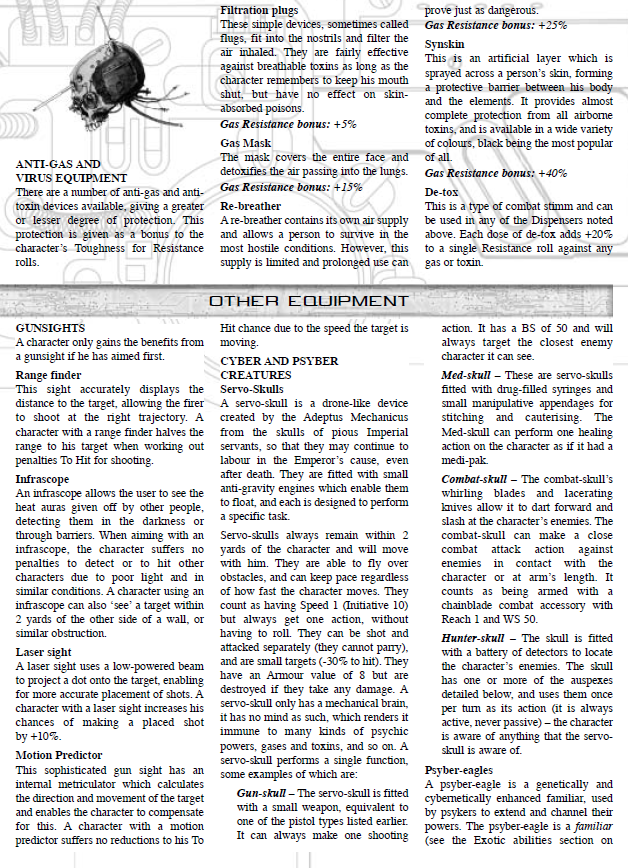 ANTI-GAS AND
VIRUS EQUIPMENT
There are a number of anti-gas and anti-
toxin devices available, giving a greater
or lesser degree of protection. This
protection is given as a bonus to the
character's Toughness for Resistance
rolls.
Filtration plugs
These simple devices, sometimes called
flugs, fit into the nostrils and filter the
air inhaled. They are fairly effective
against breathable toxins as long as the
character remembers to keep his mouth
shut, but have no effect on skin-
absorbed poisons.
Gas Resistance bonus: +5%
Gas Mask
The mask covers the entire face and
detoxifies the air passing into the lungs.
Gas Resistance bonus: +15%
Re-breather
A re-breather contains its own air supply
and allows a person to survive in the
most hostile conditions. However, this
supply is limited and prolonged use can
prove just as dangerous.
Gas Resistance bonus: +25%
Synskin
This is an artificial layer which is
sprayed across a person's skin, forming
a protective barrier between his body
and the elements. It provides almost
complete protection from all airborne
toxins, and is available in a wide variety
of colours, black being the most popular
of all.
Gas Resistance bonus: +40%
De-tox
This is a type of combat stimm and can
be used in any of the Dispensers noted
above. Each dose of de-tox adds +20%
to a single Resistance roll against any
gas or toxin.
OTHER EQUIPMENT
GUNSIGHTS
A character only gains the benefits from
a gunsight if he has aimed first.
Range finder
This sight accurately displays the
distance to the target, allowing the firer
to shoot at the right trajectory. A
character with a range finder halves the
range to his target when working out
penalties To Hit for shooting.
Infrascope
An infrascope allows the user to see the
heat auras given off by other people,
detecting them in the darkness or
through barriers. When aiming with an
infrascope, the character suffers no
penalties to detect or to hit other
characters due to poor light and in
similar conditions. A character using an
infrascope can also 'see' a target within
2 yards of the other side of a wall, or
similar obstruction.
Laser sight
A laser sight uses a low-powered beam
to project a dot onto the target, enabling
for more accurate placement of shots. A
character with a laser sight increases his
chances of making a placed shot
by +10%.
Motion Predictor
This sophisticated gun sight has an
internal metriculator which calculates
the direction and movement of the target
and enables the character to compensate
for this. A character with a motion
predictor suffers no reductions to his To
Hit chance due to the speed the target is
moving.
CYBER AND PSYBER
CREATURES
Servo-Skulls
A servo-skull is a drone-like device
created by the Adeptus Mechanicus
from the skulls of pious Imperial
servants, so that they may continue to
labour in the Emperor's cause, even
after death. They are fitted with small
anti-gravity engines which enable them
to float, and each is designed to perform
a specific task.
Servo-skulls always remain within 2
yards of the character and will move
with him. They are able to fly over
obstacles, and can keep pace regardless
of how fast the character moves. They
count as having Speed 1 (Initiative 10)
but always get one action, without
having to roll. They can be shot and
attacked separately (they cannot parry),
and are small targets (-30% to hit). They
have an Armour value of 8 but are
destroyed if they take any damage. A
servo-skull only has a mechanical brain,
it has no mind as such, which renders it
immune to many kinds of psychic
powers, gases and toxins, and so on. A
servo-skull performs a single function,
some examples of which are:
Gun-skull – The servo-skull is fitted
with a small weapon, equivalent to
one of the pistol types listed earlier.
It can always make one shooting
action. It has a BS of 50 and will
always target the closest enemy
character it can see.
Med-skull – These are servo-skulls
fitted with drug-filled syringes and
small manipulative appendages for
stitching and cauterising. The
Med-skull can perform one healing
action on the character as if it had a
medi-pak.
Combat-skull – The combat-skull's
whirling blades and lacerating
knives allow it to dart forward and
slash at the character's enemies. The
combat-skull can make a close
combat attack action against
enemies in contact with the
character or at arm's length. It
counts as being armed with a
chainblade combat accessory with
Reach 1 and WS 50.
Hunter-skull – The skull is fitted
with a battery of detectors to locate
the character's enemies. The skull
has one or more of the auspexes
detailed below, and uses them once
per turn as its action (it is always
active, never passive) – the character
is aware of anything that the servo-
skull is aware of.
Psyber-eagles
A psyber-eagle is a genetically and
cybernetically enhanced familiar, used
by psykers to extend and channel their
powers. The psyber-eagle is a familiar
(see the Exotic abilities section on